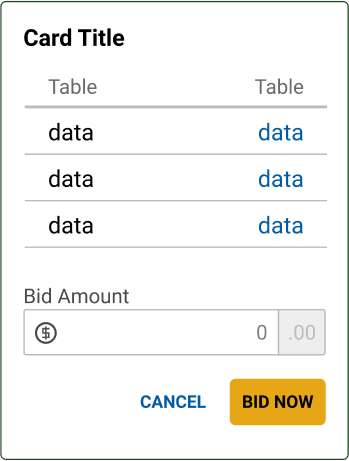 Card Title
Table Table
data data
data data
data data
Bid Amount
$ 0 .00
CANCEL BID NOW